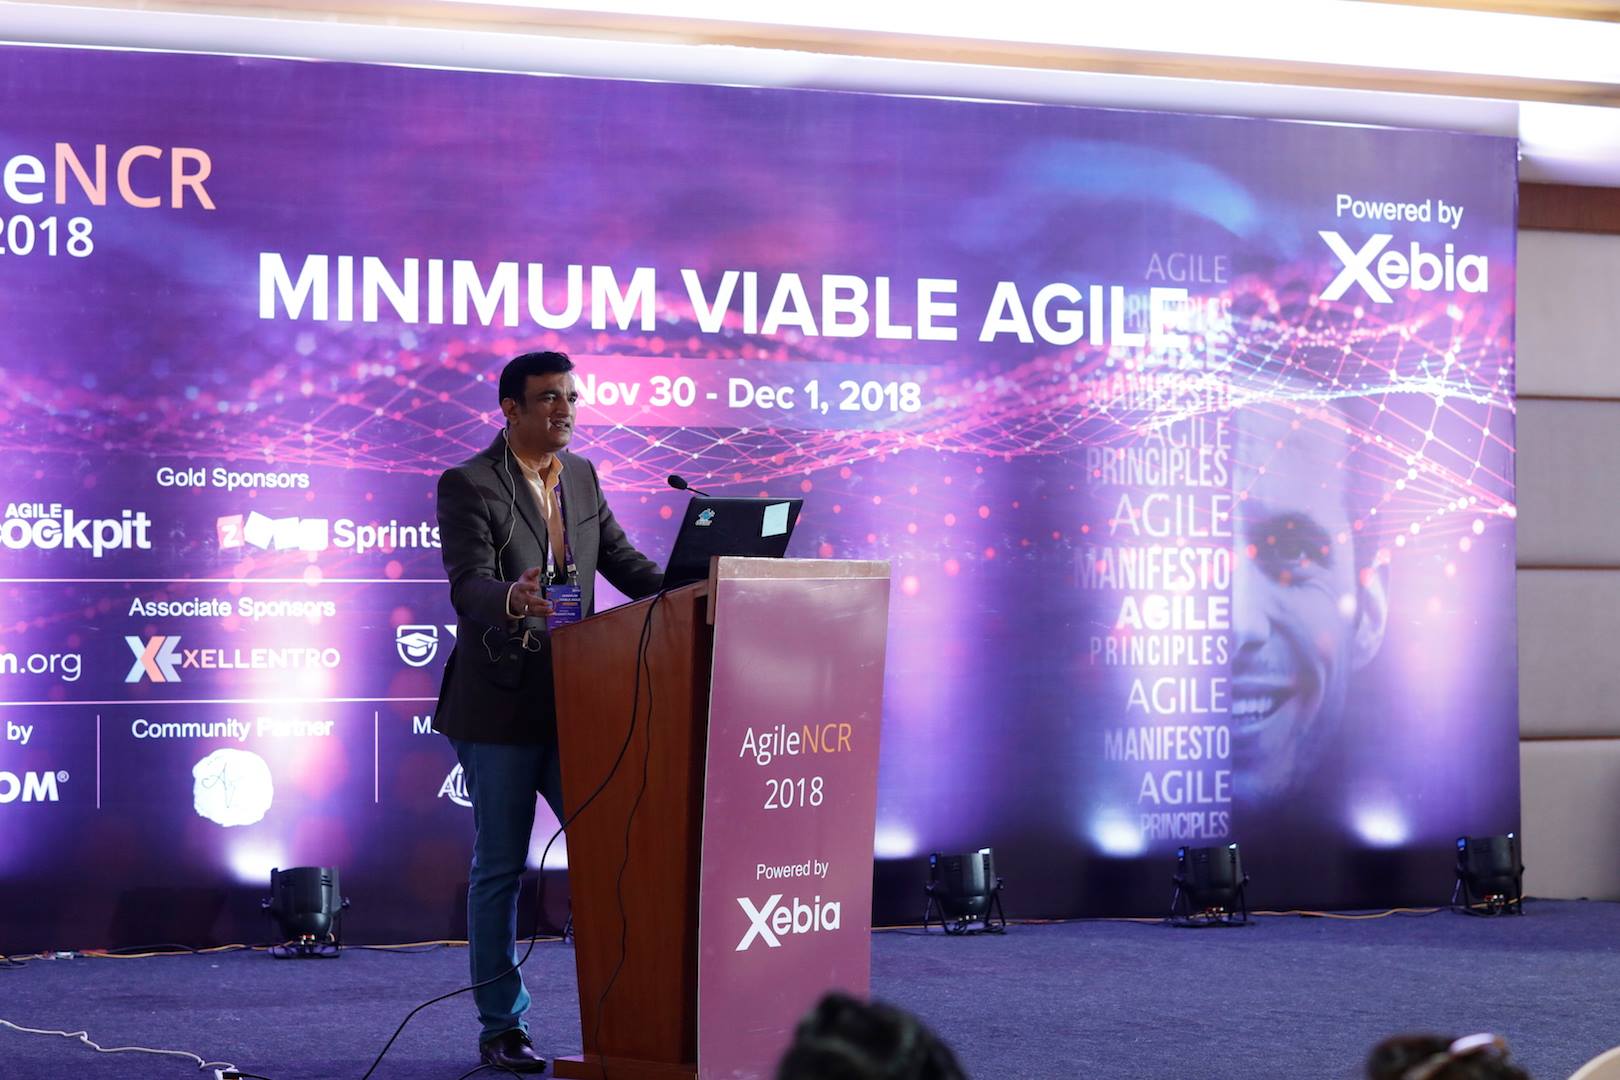 eNCR
2018
Powered by
Xebia
MINIMUM VIABLE AGILE
Nov 30 - Dec 1, 2018
Gold Sponsors
AGILE
cockpit
Sprints
Associate Sponsors
m.org
XELLENTRO
by
OM®
Community Partner
AGILE
PRINCIPLES
AGILE
MANIFESTO
AGILE
PRINCIPLES
AGILE
MANIFESTO
AGILE
PRINCIPLES
AGILE
MANIFESTO
AGILE
PRINCIPLES
AgileNCR
2018
Powered by
Xebia